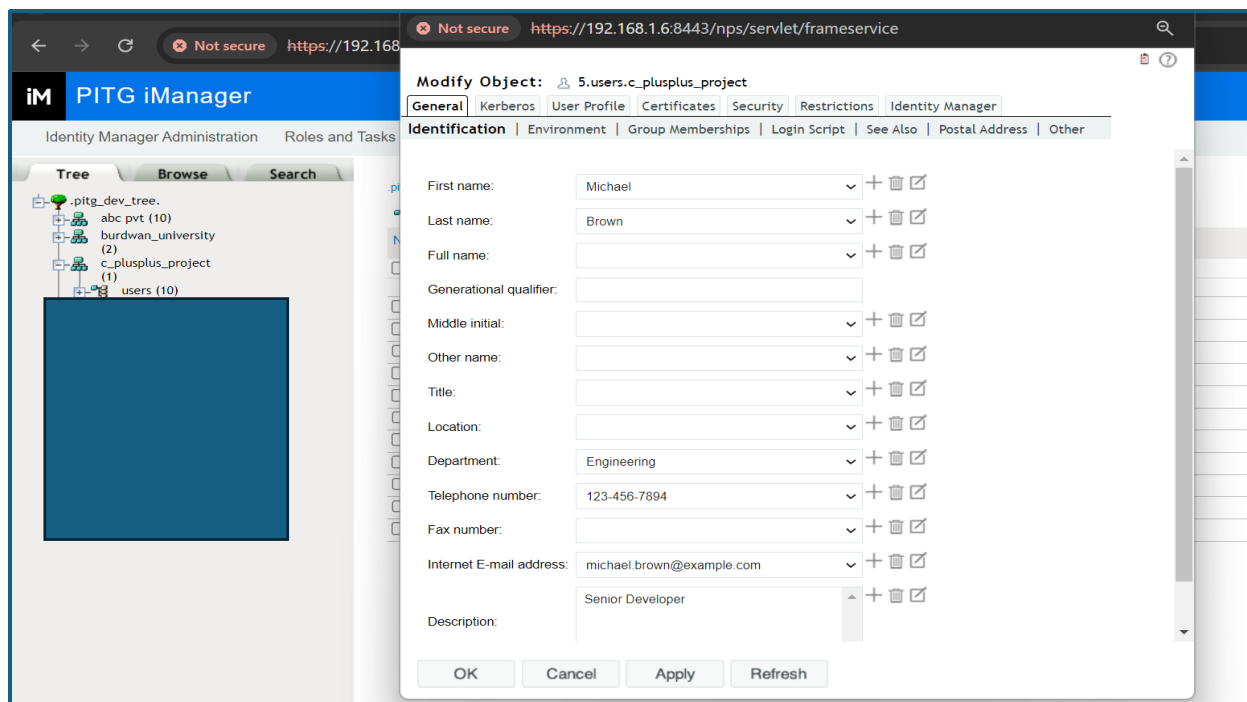 Not secure https://192.168
Not secure https://192.168.1.6:8443/nps/servlet/frameservice
iM PITG iManager
Identity Manager Administration Roles and Tasks
Tree Browse Search
.pitg_dev_tree.
abc pvt (10)
burdwan_university
(2)
c_plusplus_project
(1)
users (10)
.pi
N
Modify Object: 5.users.c_plusplus_project
General Kerberos User Profile Certificates Security Restrictions Identity Manager
Identification | Environment | Group Memberships | Login Script | See Also | Postal Address | Other
First name: Michael
Last name: Brown
Full name:
Generational qualifier:
Middle initial:
Other name:
Title:
Location:
Department: Engineering
Telephone number: 123-456-7894
Fax number:
Internet E-mail address: michael.brown@example.com
Description: Senior Developer
OK Cancel Apply Refresh